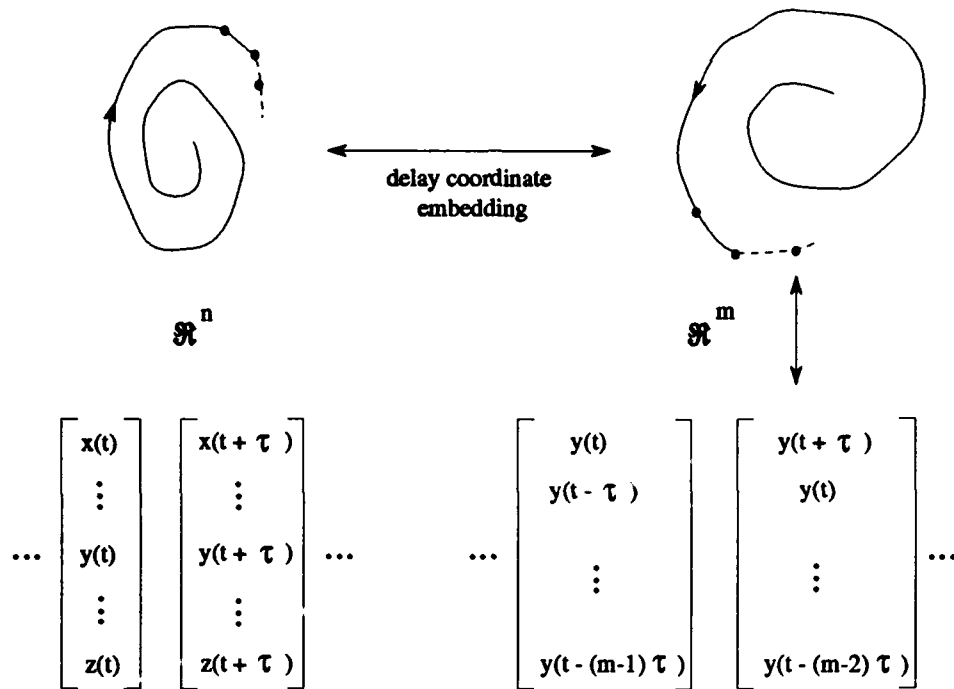 delay coordinate
embedding
ℜ^n ℜ^m
x(t) x(t + τ ) y(t) y(t + τ )
⋮ ⋮ y(t - τ ) y(t)
... y(t) y(t + τ ) ... ... ⋮ ⋮ ...
⋮ ⋮
z(t) z(t + τ ) y(t - (m-1) τ ) y(t - (m-2) τ )